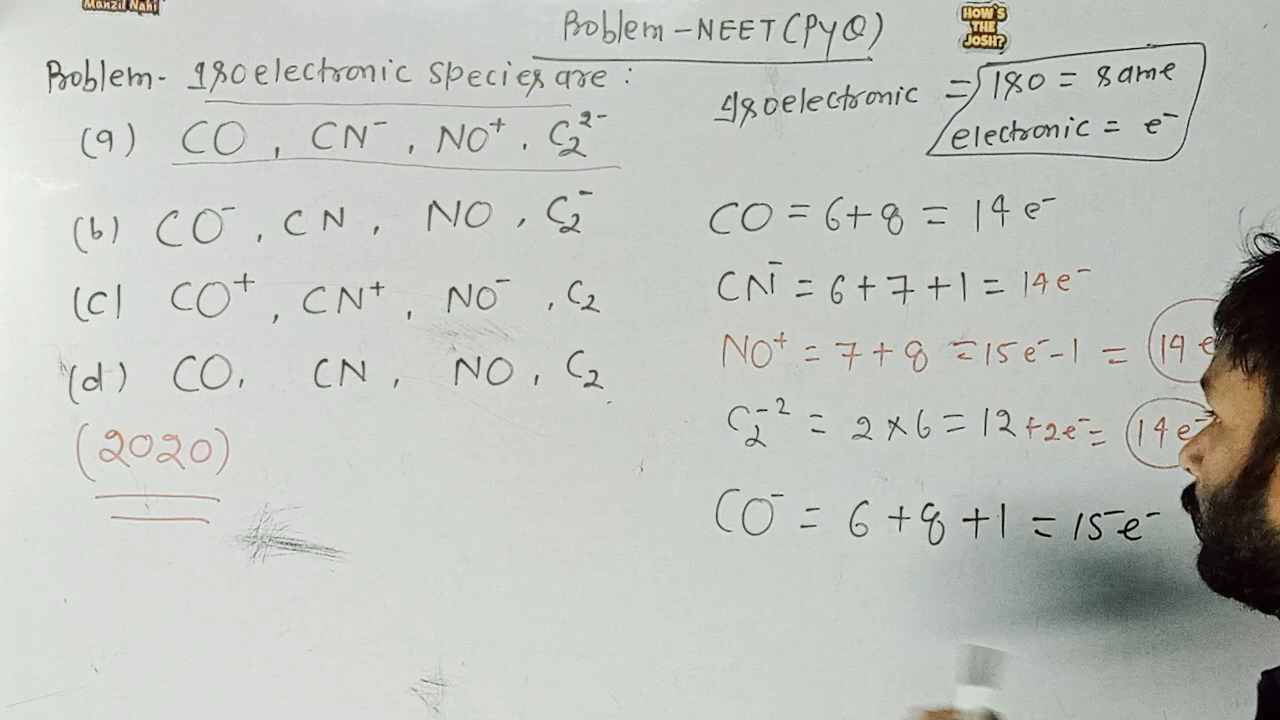 Manzil Nahi
Problem - NEET (PYQ)
HOW'S
THE
JOSH?
Problem - Isoelectronic species are :
(a) CO , CN⁻ , NO⁺ , C₂²⁻
(b) CO⁻ , CN , NO , C₂⁻
(c) CO⁺ , CN⁺ , NO⁻ , C₂
(d) CO , CN , NO , C₂
(2020)
Isoelectronic => Iso = same
electronic = e⁻
CO = 6+8 = 14 e⁻
CN⁻ = 6+7+1 = 14e⁻
NO⁺ = 7+8 = 15e⁻-1 = 14 e
C₂⁻² = 2×6 = 12+2e⁻ = 14e⁻
CO⁻ = 6+8+1 = 15e⁻